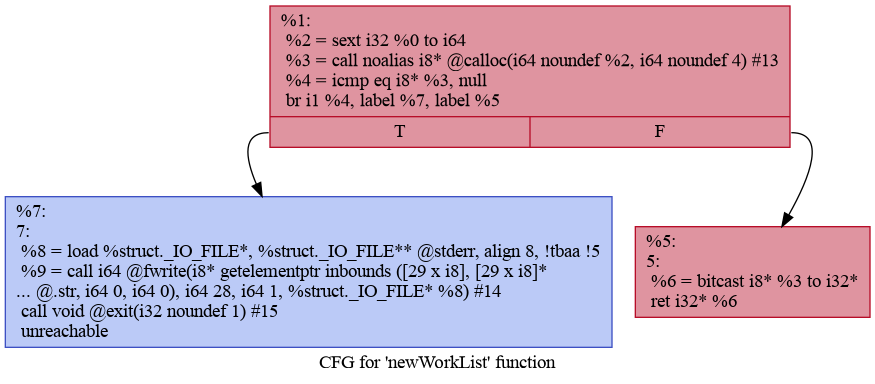 %1:
%2 = sext i32 %0 to i64
%3 = call noalias i8* @calloc(i64 noundef %2, i64 noundef 4) #13
%4 = icmp eq i8* %3, null
br i1 %4, label %7, label %5
T F
%7:
7:
%8 = load %struct._IO_FILE*, %struct._IO_FILE** @stderr, align 8, !tbaa !5
%9 = call i64 @fwrite(i8* getelementptr inbounds ([29 x i8], [29 x i8]*
... @.str, i64 0, i64 0), i64 28, i64 1, %struct._IO_FILE* %8) #14
call void @exit(i32 noundef 1) #15
unreachable
%5:
5:
%6 = bitcast i8* %3 to i32*
ret i32* %6
CFG for 'newWorkList' function